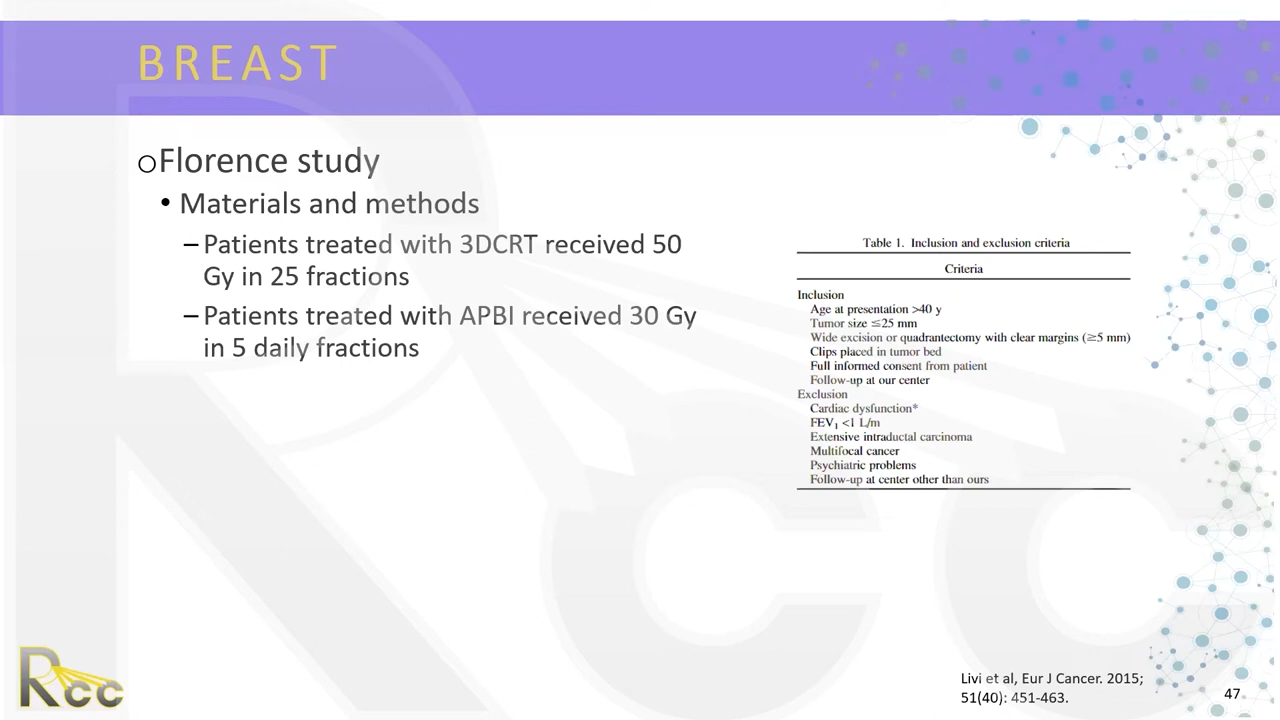 BREAST
oFlorence study
• Materials and methods
– Patients treated with 3DCRT received 50
Gy in 25 fractions
– Patients treated with APBI received 30 Gy
in 5 daily fractions
Table 1. Inclusion and exclusion criteria
Criteria
Inclusion
Age at presentation >40 y
Tumor size ≤25 mm
Wide excision or quadrantectomy with clear margins (≥5 mm)
Clips placed in tumor bed
Full informed consent from patient
Follow-up at our center
Exclusion
Cardiac dysfunction*
FEV₁ <1 L/m
Extensive intraductal carcinoma
Multifocal cancer
Psychiatric problems
Follow-up at center other than ours
Livi et al, Eur J Cancer. 2015;
51(40): 451-463.
47
Rcc